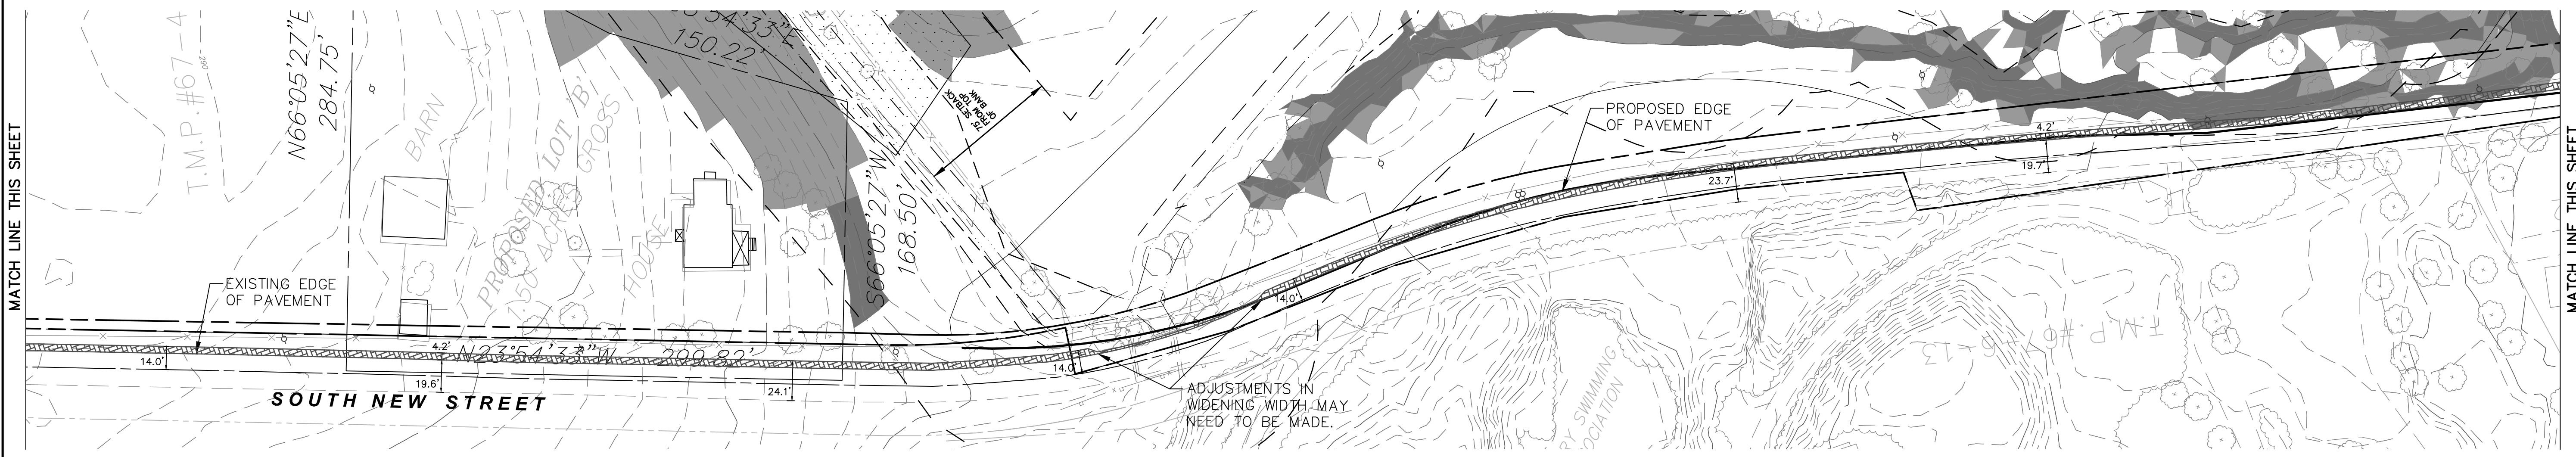 MATCH LINE THIS SHEET
T.M.P. #67-4
290
N66°05'27"E
284.75'
BARN
PROPOSED LOT 'B'
GROSS
HOUSE
54'33"E
150.22'
75' SETBACK
FROM TOP
OF BANK
S66°05'27"W
168.50'
EXISTING EDGE
OF PAVEMENT
PROPOSED EDGE
OF PAVEMENT
14.0'
4.2'
19.6'
N23°54'33"W 299.82'
24.1'
14.0'
14.0'
23.7'
4.2'
19.7'
SOUTH NEW STREET
ADJUSTMENTS IN
WIDENING WIDTH MAY
NEED TO BE MADE.
SWIMMING
T.M.P. #6
MATCH LINE THIS SHEET